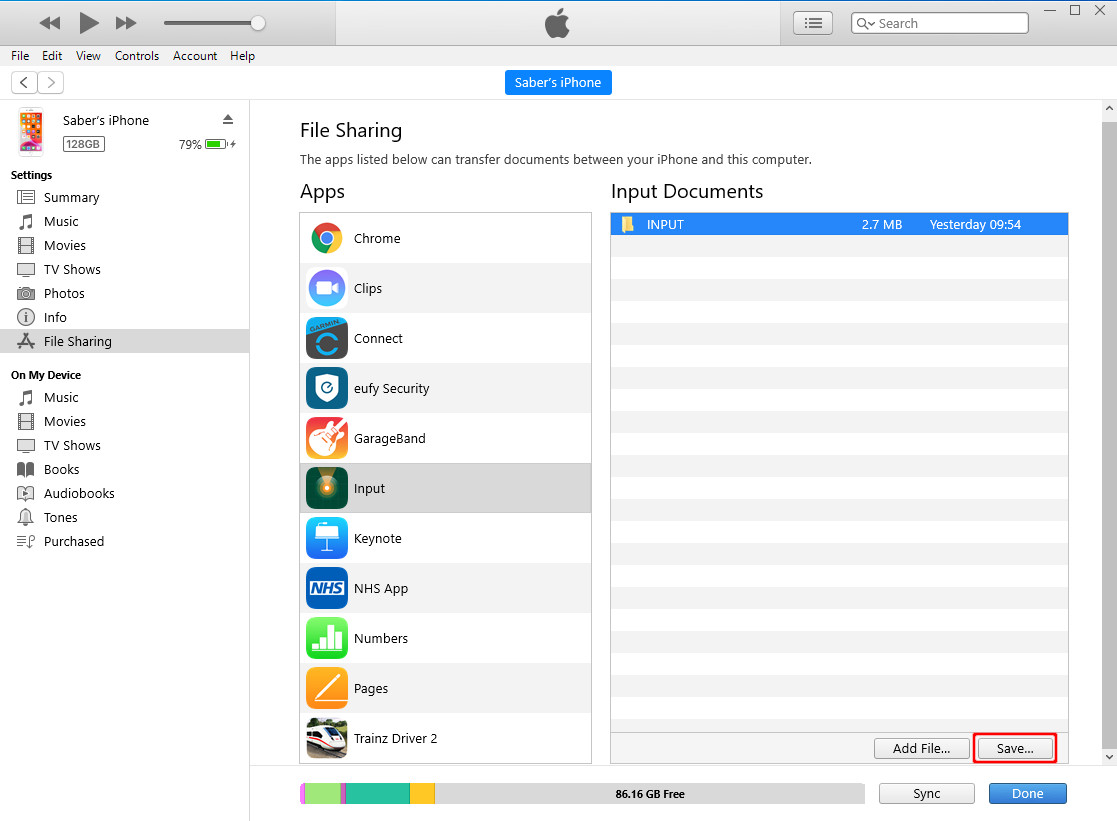 Search
File Edit View Controls Account Help
Saber's iPhone
Saber's iPhone
128GB
79%
Settings
Summary
Music
Movies
TV Shows
Photos
Info
File Sharing
On My Device
Music
Movies
TV Shows
Books
Audiobooks
Tones
Purchased
File Sharing
The apps listed below can transfer documents between your iPhone and this computer.
Apps
Chrome
Clips
GARMIN
Connect
eufy Security
GarageBand
Input
Keynote
NHS
NHS App
Numbers
Pages
Trainz Driver 2
Input Documents
INPUT 2.7 MB Yesterday 09:54
Add File... Save...
86.16 GB Free
Sync Done